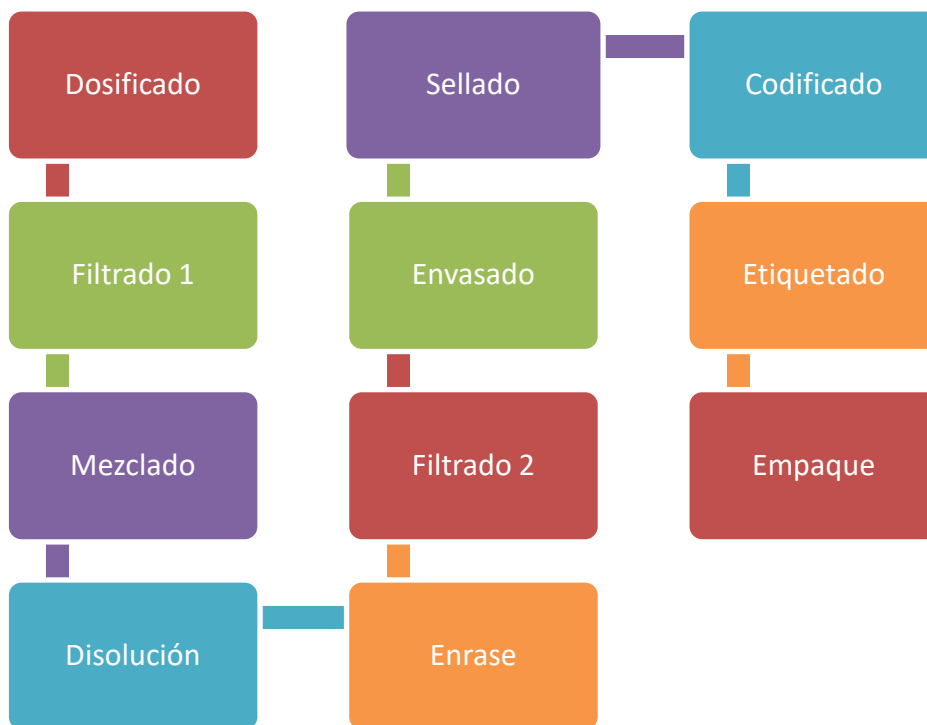 Dosificado
Filtrado 1
Mezclado
Disolución
Enrase
Filtrado 2
Envasado
Sellado
Codificado
Etiquetado
Empaque